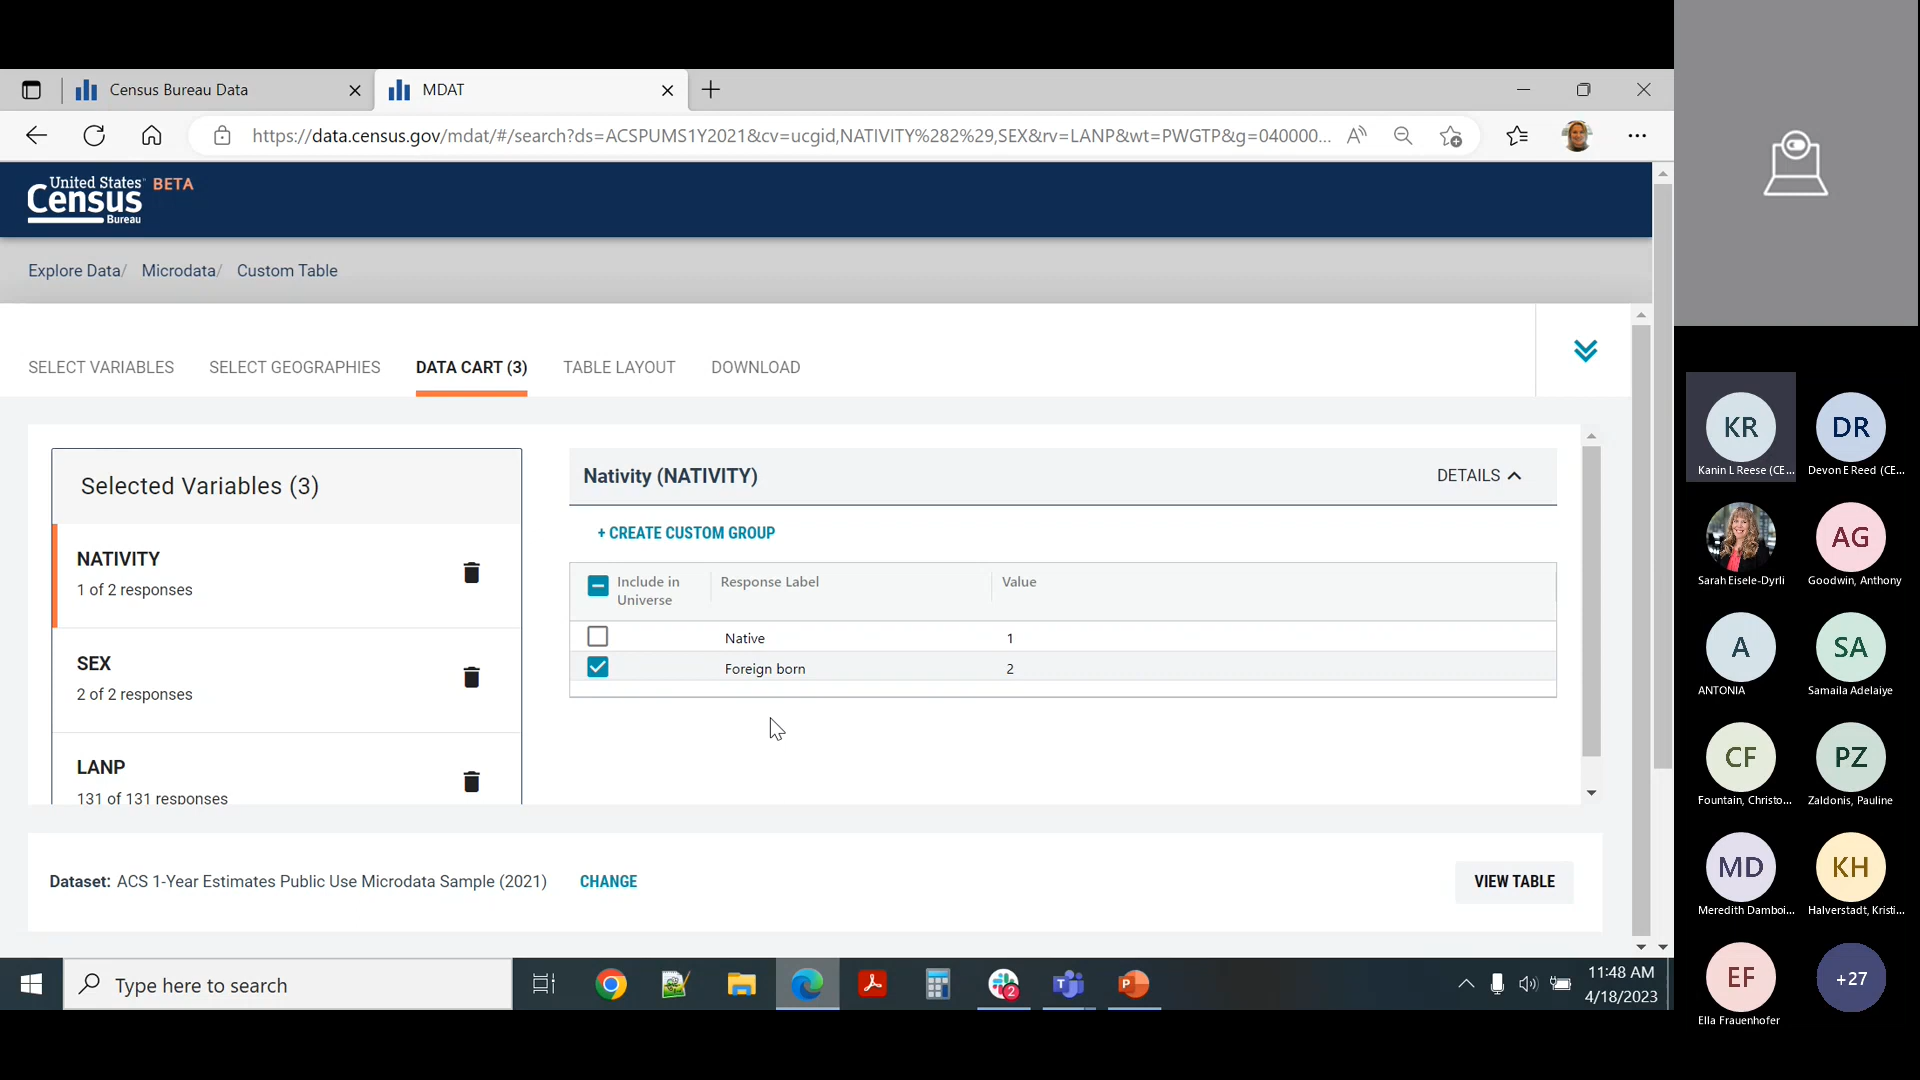 Census Bureau Data
MDAT
https://data.census.gov/mdat/#/search?ds=ACSPUMS1Y2021&cv=ucgid,NATIVITY%282%29,SEX&rv=LANP&wt=PWGTP&g=040000...
United States
Census
Bureau
BETA
Explore Data/ Microdata/ Custom Table
SELECT VARIABLES SELECT GEOGRAPHIES DATA CART (3) TABLE LAYOUT DOWNLOAD
Selected Variables (3)
NATIVITY
1 of 2 responses
SEX
2 of 2 responses
LANP
131 of 131 responses
Nativity (NATIVITY)
DETAILS
+ CREATE CUSTOM GROUP
Include in
Universe
Response Label
Value
Native 1
Foreign born 2
Dataset: ACS 1-Year Estimates Public Use Microdata Sample (2021) CHANGE
VIEW TABLE
Type here to search
2
11:48 AM
4/18/2023
KR
Kanin L Reese (CE...
DR
Devon E Reed (CE...
Sarah Eisele-Dyrli
AG
Goodwin, Anthony
A
ANTONIA
SA
Samaila Adelaiye
CF
Fountain, Christo...
PZ
Zaldonis, Pauline
MD
Meredith Damboi...
KH
Halverstadt, Kristi...
EF
Ella Frauenhofer
+27